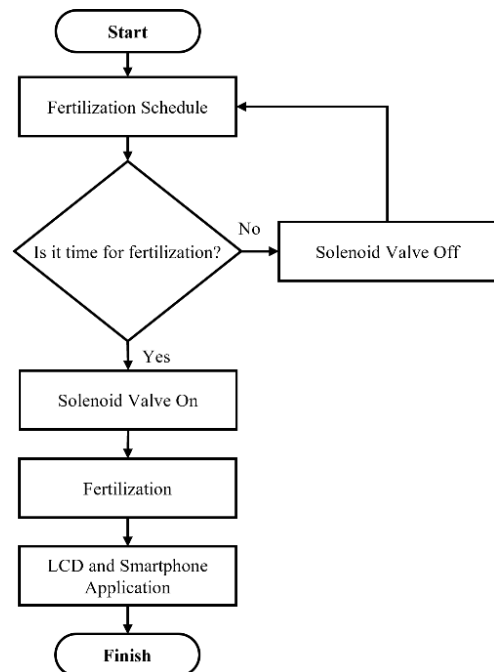 Start
Fertilization Schedule
Is it time for fertilization?
No
Solenoid Valve Off
Yes
Solenoid Valve On
Fertilization
LCD and Smartphone
Application
Finish